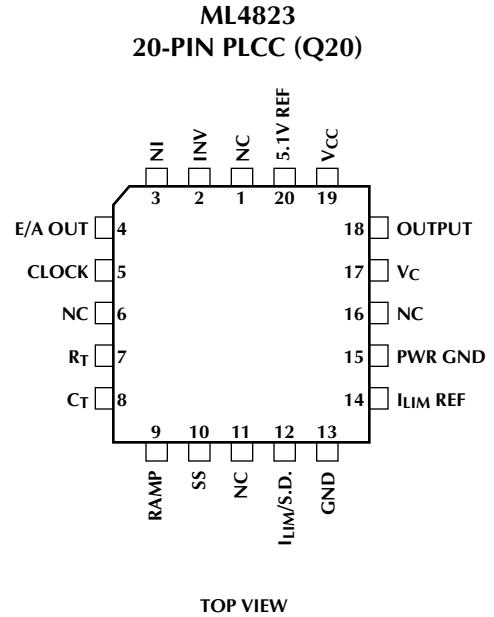 ML4823
20-PIN PLCC (Q20)
NI
INV
NC
5.1V REF
VCC
3 2 1 20 19
E/A OUT 4
CLOCK 5
NC 6
RT 7
CT 8
18 OUTPUT
17 VC
16 NC
15 PWR GND
14 ILIM REF
9 10 11 12 13
RAMP
SS
NC
ILIM/S.D.
GND
TOP VIEW